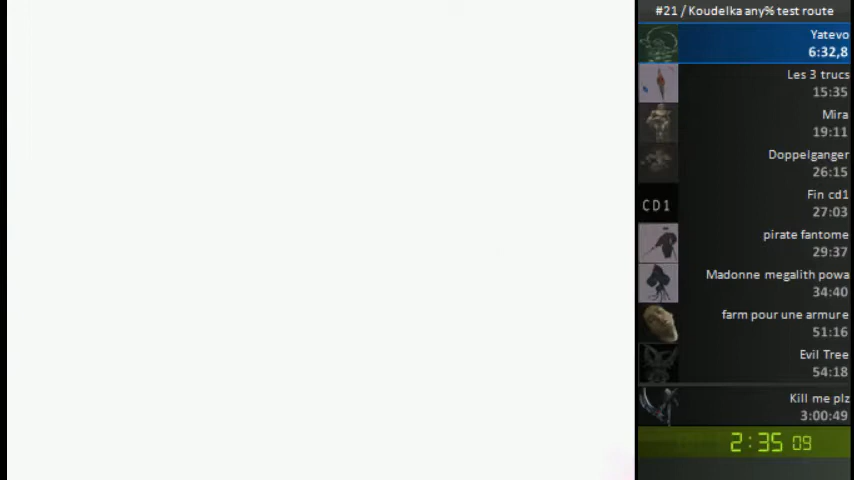 #21 / Koudelka any% test route
Yatevo
6:32,8
Les 3 trucs
15:35
Mira
19:11
Doppelganger
26:15
Fin cd1
CD1
27:03
pirate fantome
29:37
Madonne megalith powa
34:40
farm pour une armure
51:16
Evil Tree
54:18
Kill me plz
3:00:49
2:35 09